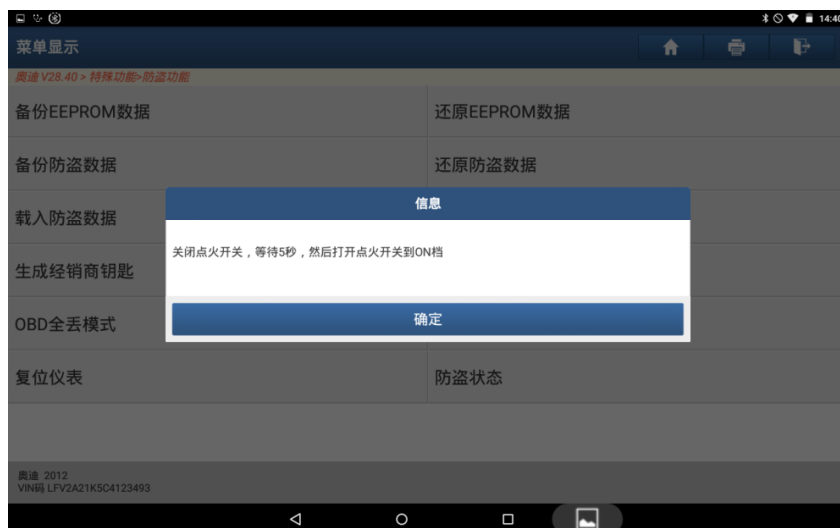 14:40
菜单显示
奥迪 V28.40 > 特殊功能>防盗功能
备份EEPROM数据
还原EEPROM数据
备份防盗数据
还原防盗数据
载入防盗数据
信息
关闭点火开关，等待5秒，然后打开点火开关到ON档
生成经销商钥匙
确定
OBD全丢模式
复位仪表
防盗状态
奥迪 2012
VIN码 LFV2A21K5C4123493